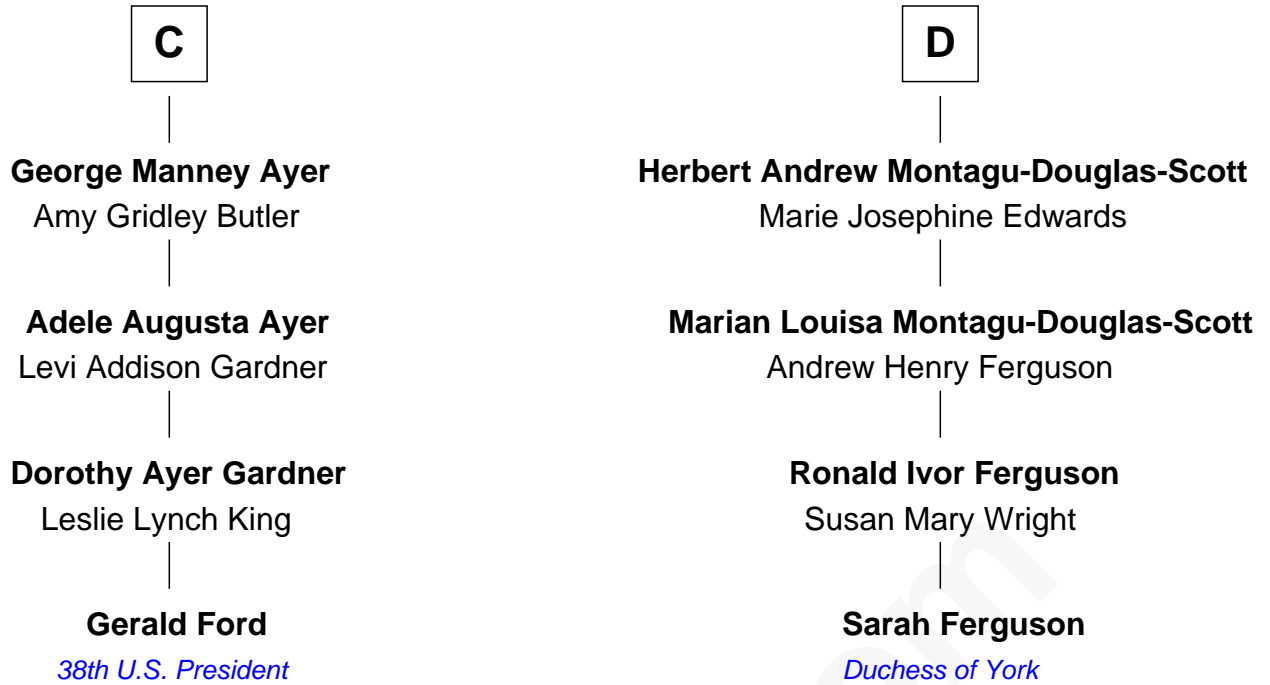 C
George Manney Ayer
Amy Gridley Butler
Adele Augusta Ayer
Levi Addison Gardner
Dorothy Ayer Gardner
Leslie Lynch King
Gerald Ford
38th U.S. President
D
Herbert Andrew Montagu-Douglas-Scott
Marie Josephine Edwards
Marian Louisa Montagu-Douglas-Scott
Andrew Henry Ferguson
Ronald Ivor Ferguson
Susan Mary Wright
Sarah Ferguson
Duchess of York